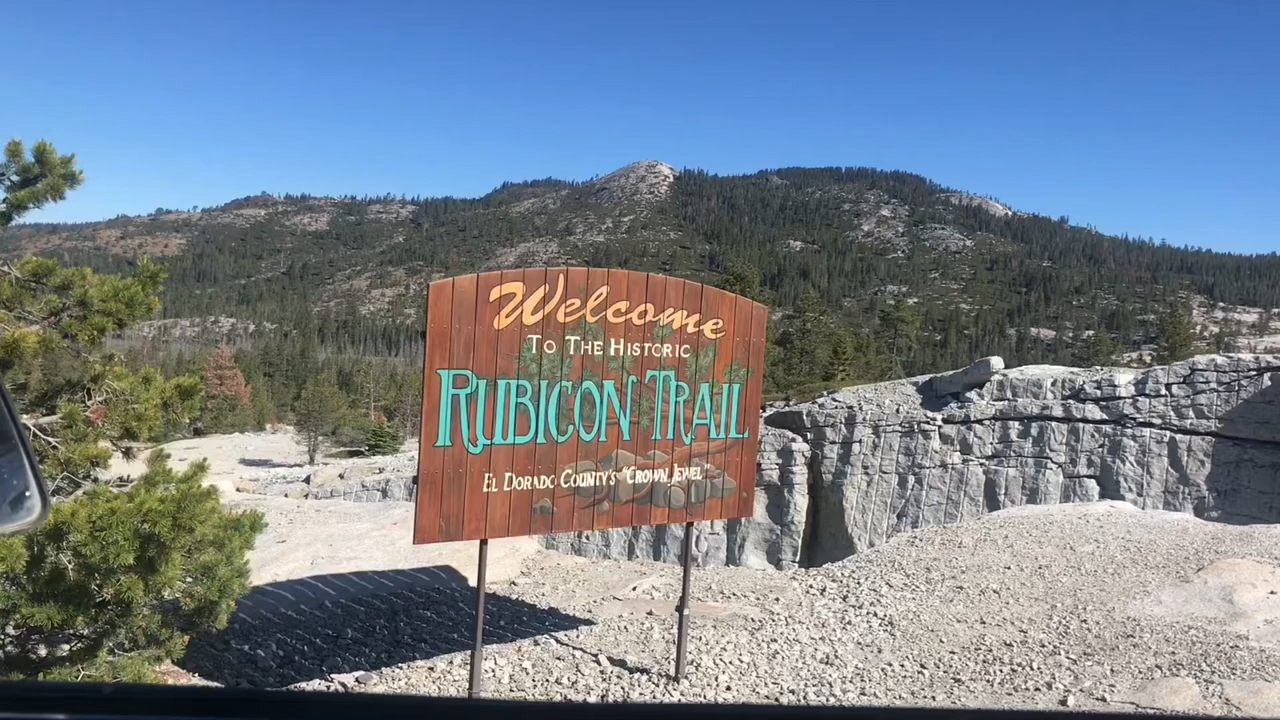 Welcome
To The Historic
Rubicon Trail
El Dorado County's "Crown Jewel"